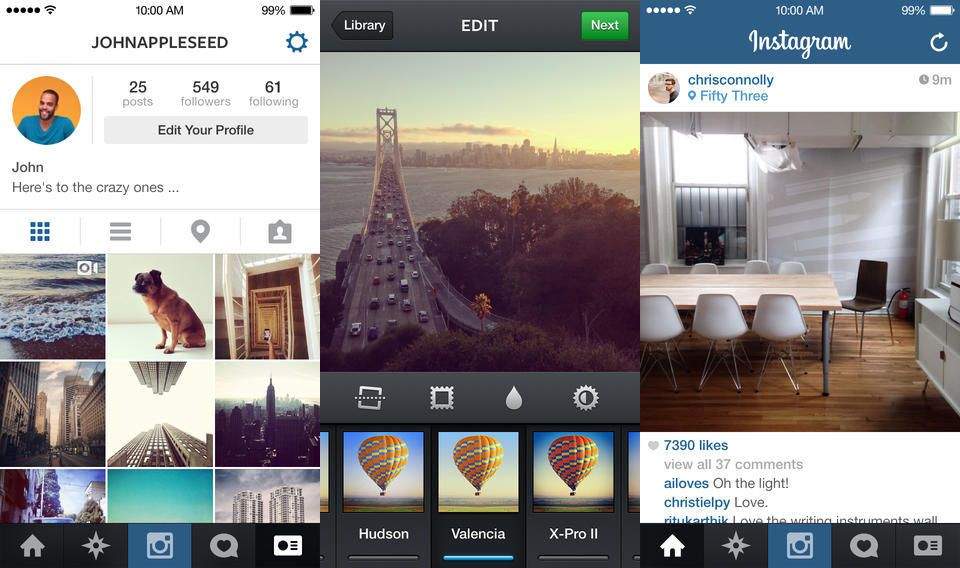 10:00 AM
99%
JOHNAPPLESEED
25
549
61
posts
followers
following
Edit Your Profile
John
Here's to the crazy ones ...
Library
EDIT
Next
Hudson
Valencia
X-Pro II
10:00 AM
99%
Instagram
chrisconnolly
9m
Fifty Three
7390 likes
view all 37 comments
ailoves Oh the light!
christielpy Love.
ritukarthik Love the writing instruments wall